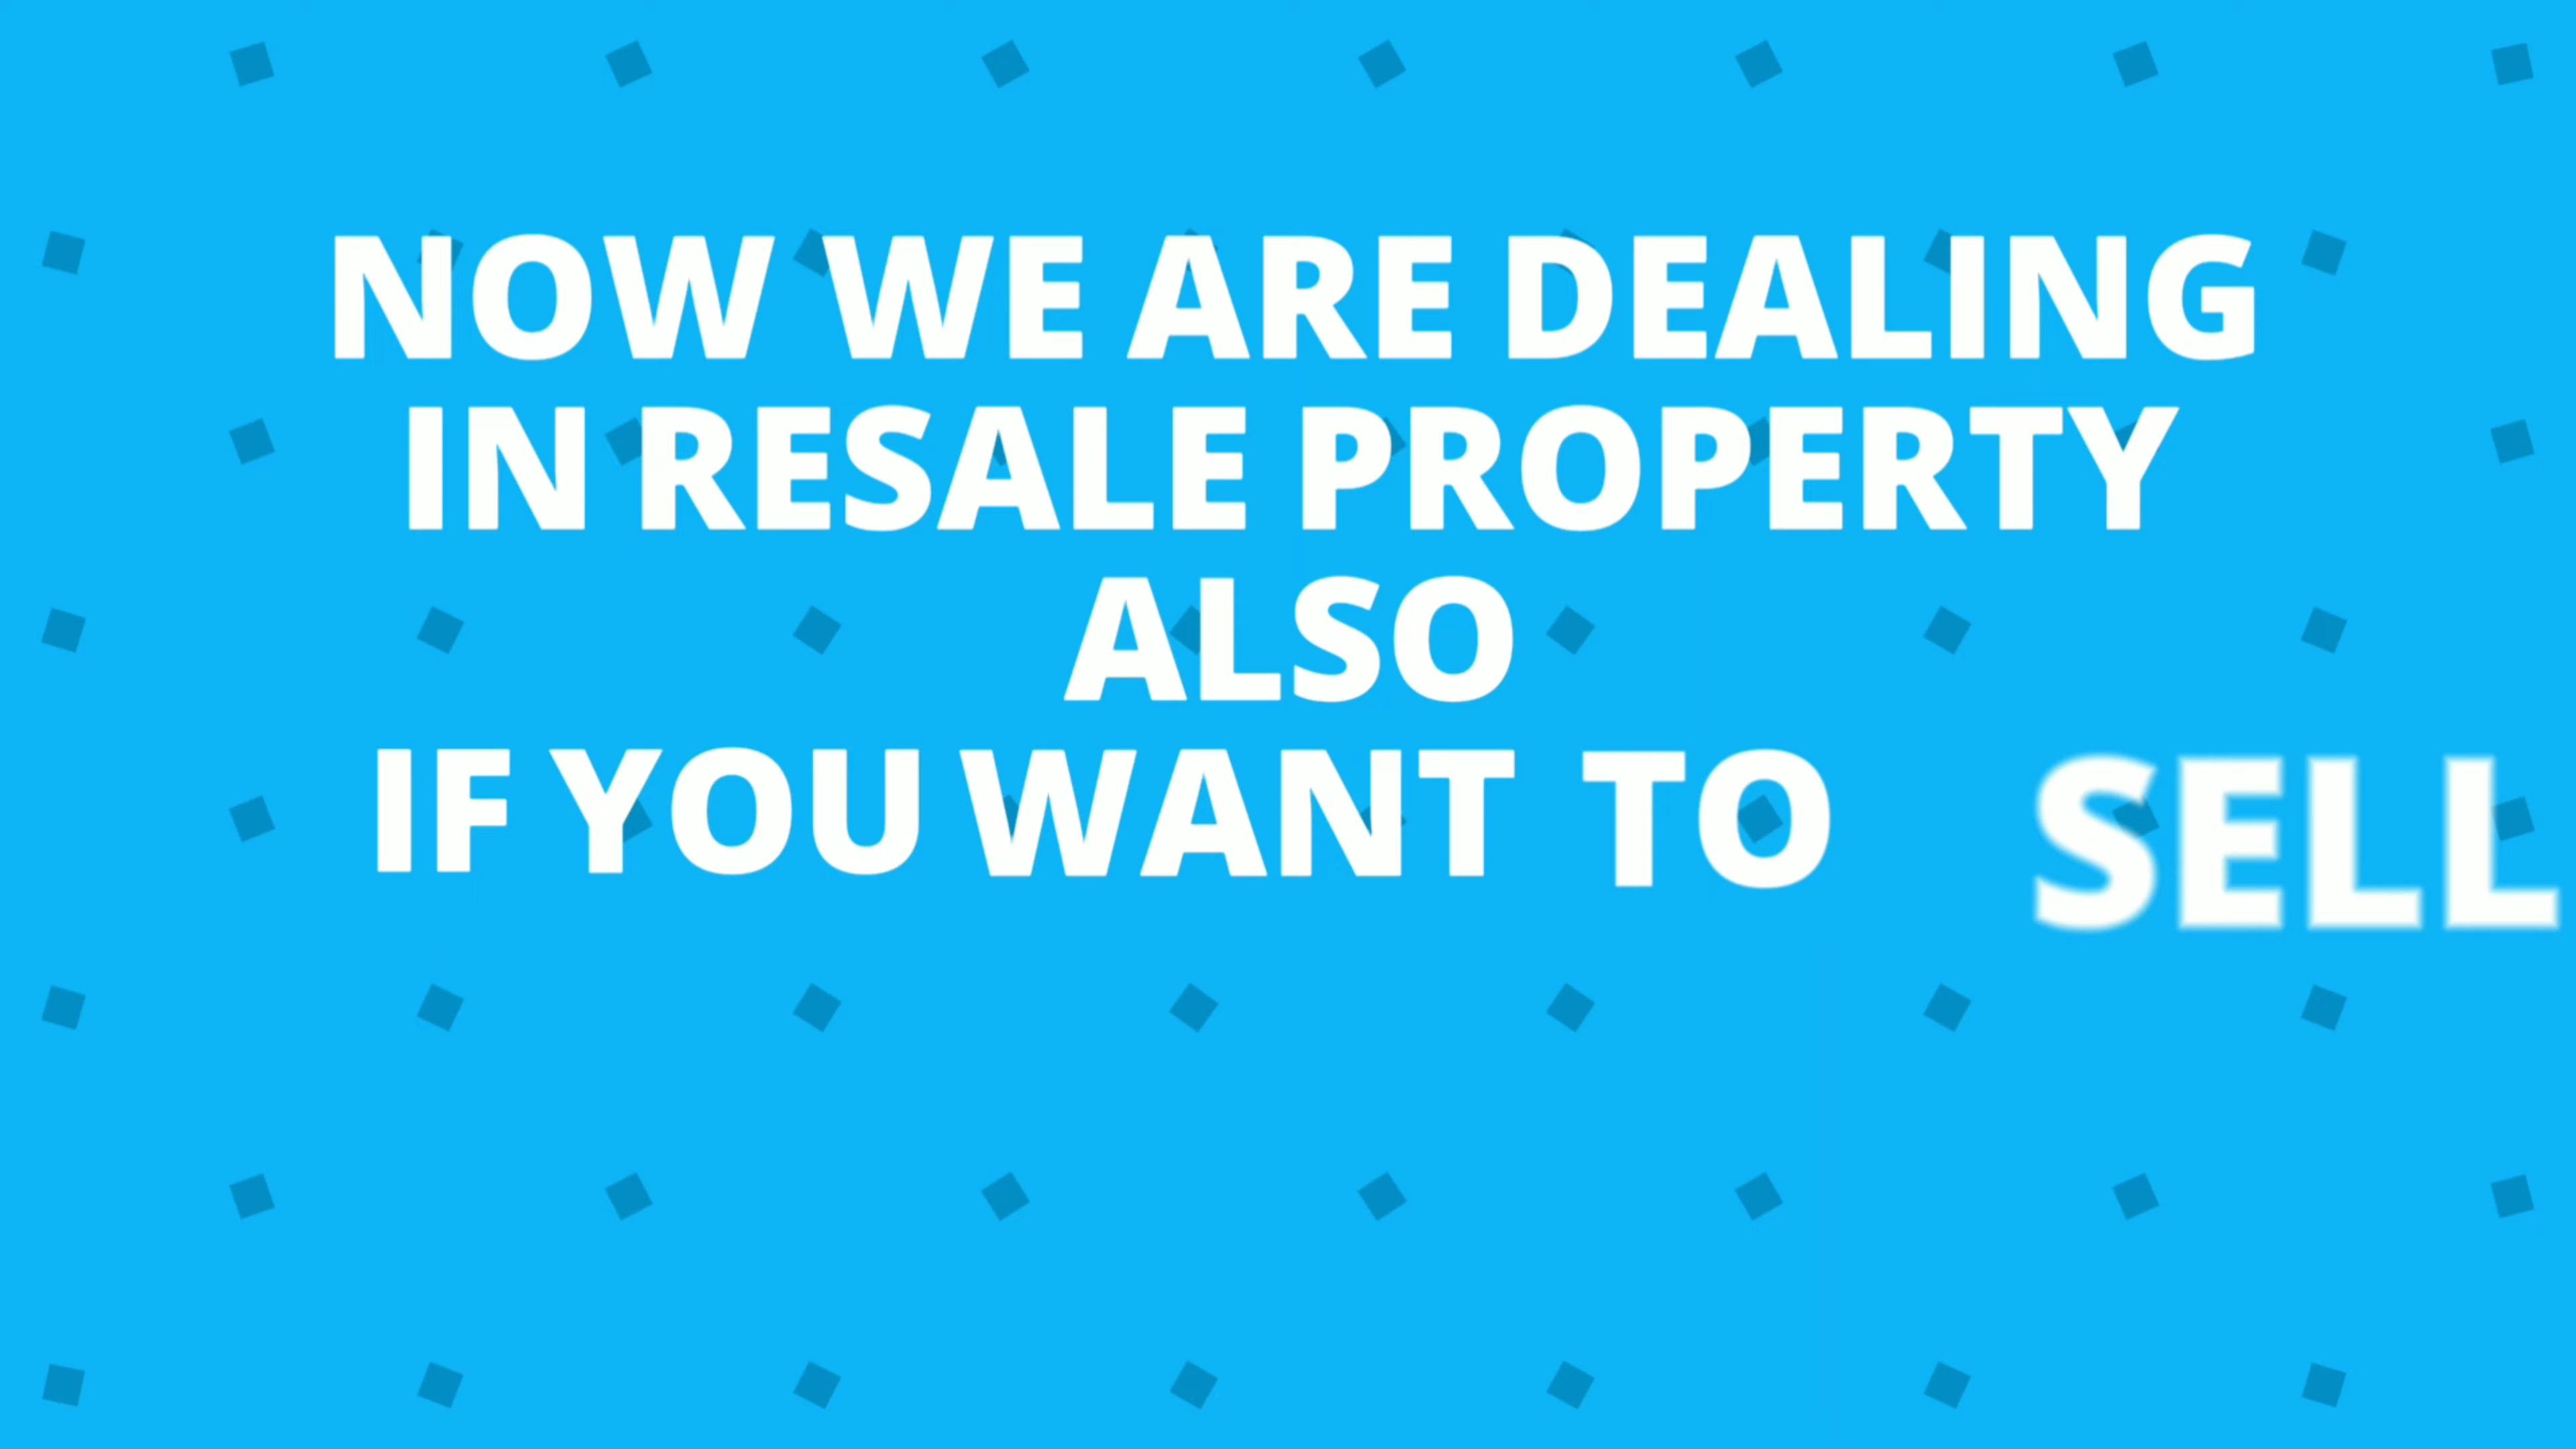 NOW WE ARE DEALING
IN RESALE PROPERTY
ALSO
IF YOU WANT TO SELL